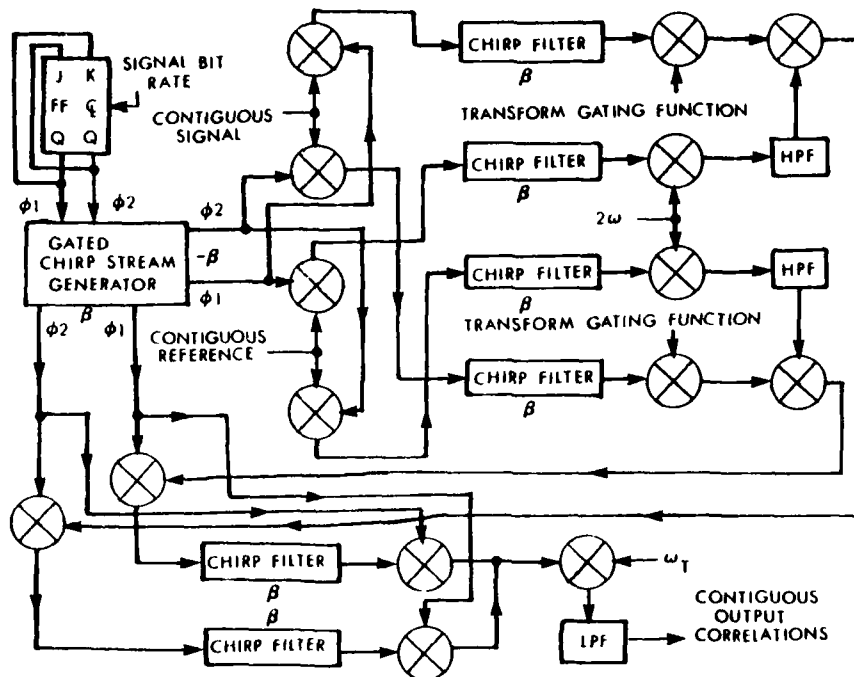 J K
SIGNAL BIT
RATE
FF ℄
Q Q
CONTIGUOUS
SIGNAL
CHIRP FILTER
β
TRANSFORM GATING FUNCTION
CHIRP FILTER
β
HPF
ϕ1 ϕ2
ϕ2
GATED
CHIRP STREAM
GENERATOR
-β
ϕ1
β
2ω
CHIRP FILTER
β
HPF
ϕ2 ϕ1
CONTIGUOUS
REFERENCE
TRANSFORM GATING FUNCTION
CHIRP FILTER
β
CHIRP FILTER
β
β
CHIRP FILTER
ωT
LPF
CONTIGUOUS
OUTPUT
CORRELATIONS